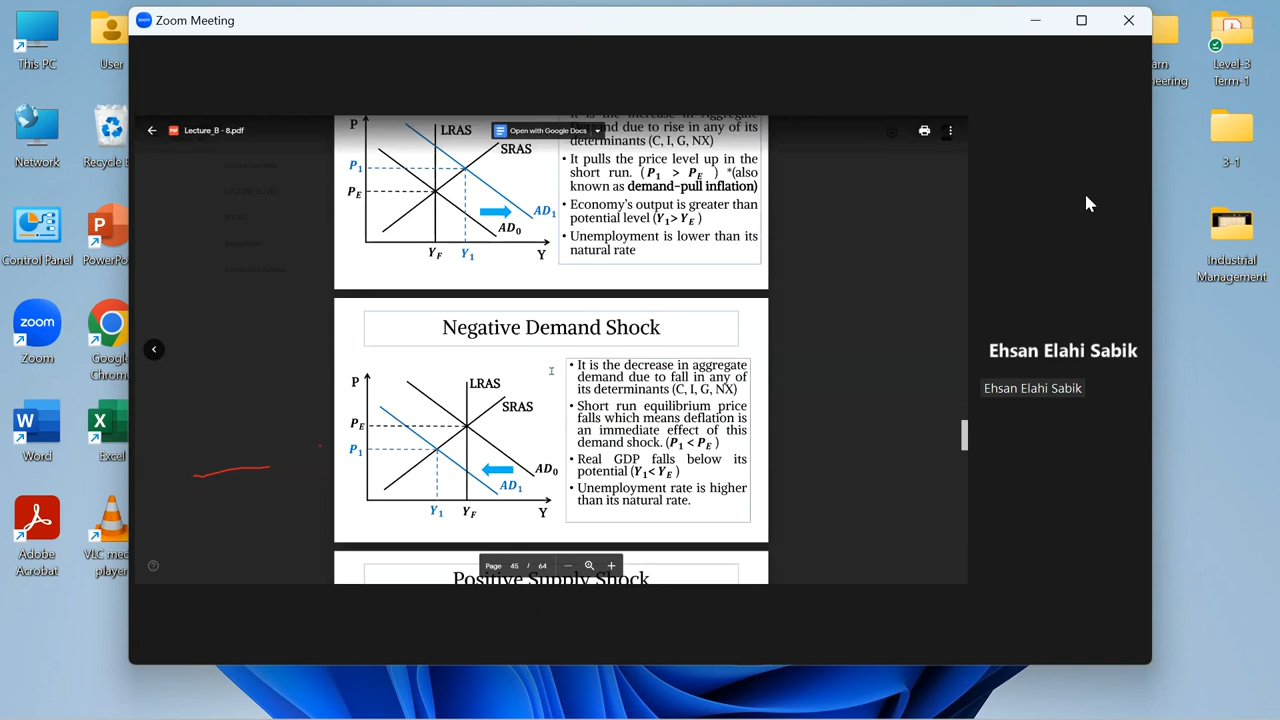 Zoom Meeting
This PC
User
Network
Recycle B
Control Panel
PowerPo
Zoom
Google
Chrom
Word
Excel
Adobe
Acrobat
VLC med
player
Level-3
Term-1
3-1
Industrial
Management
arn
neering
Lecture_B - 8.pdf
Open with Google Docs
P
LRAS
SRAS
P1
PE
AD1
AD0
YF
Y1
Y
demand due to rise in any of its
determinants (C, I, G, NX)
• It pulls the price level up in the
short run. (P1 > PE ) *(also
known as demand-pull inflation)
• Economy's output is greater than
potential level (Y1> YE )
• Unemployment is lower than its
natural rate
Negative Demand Shock
P
LRAS
SRAS
PE
P1
AD0
AD1
Y1
YF
Y
• It is the decrease in aggregate
demand due to fall in any of
its determinants (C, I, G, NX)
• Short run equilibrium price
falls which means deflation is
an immediate effect of this
demand shock. (P1 < PE )
• Real GDP falls below its
potential (Y1< YE )
• Unemployment rate is higher
than its natural rate.
Page 45 / 64
Positive Supply Shock
Ehsan Elahi Sabik
Ehsan Elahi Sabik